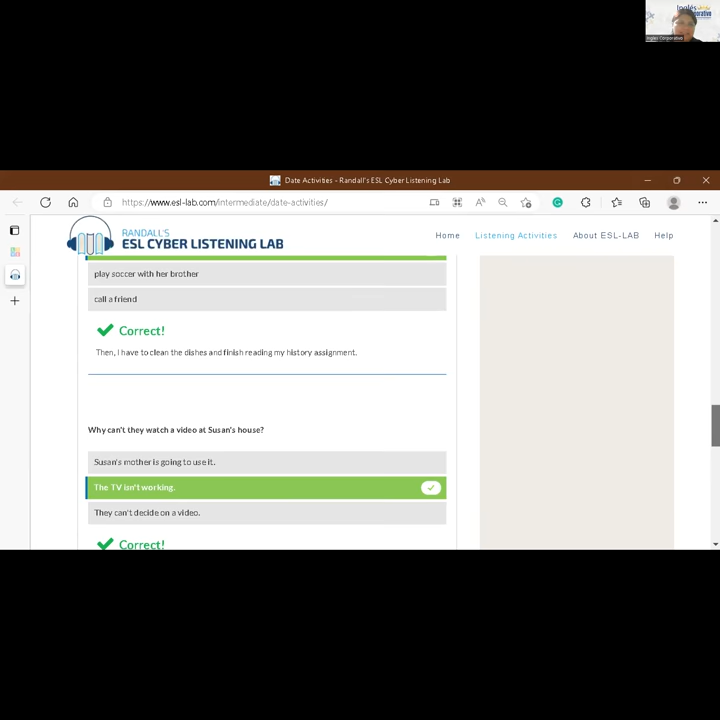 Inglés
Inglés Corporativo
Date Activities - Randall's ESL Cyber Listening Lab
https://www.esl-lab.com/intermediate/date-activities/
RANDALL'S
ESL CYBER LISTENING LAB
Home Listening Activities About ESL-LAB Help
play soccer with her brother
call a friend
Correct!
Then, I have to clean the dishes and finish reading my history assignment.
Why can't they watch a video at Susan's house?
Susan's mother is going to use it.
The TV isn't working.
They can't decide on a video.
Correct!